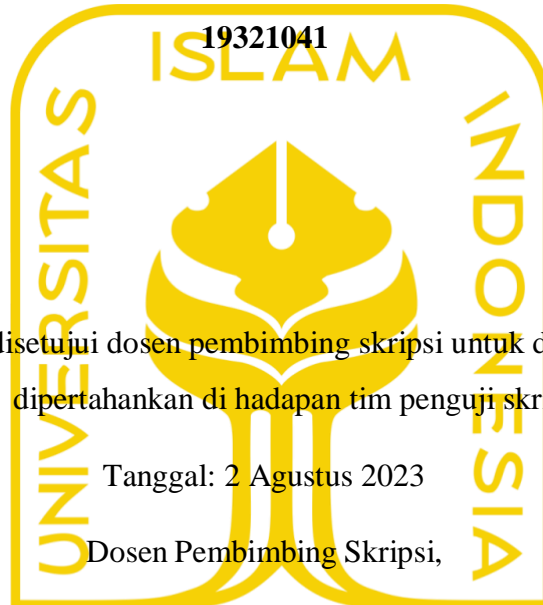 19321041
ISLAM
UNIVERSITAS
INDONESIA
disetujui dosen pembimbing skripsi untuk
dipertahankan di hadapan tim penguji
Tanggal: 2 Agustus 2023
Dosen Pembimbing Skripsi,